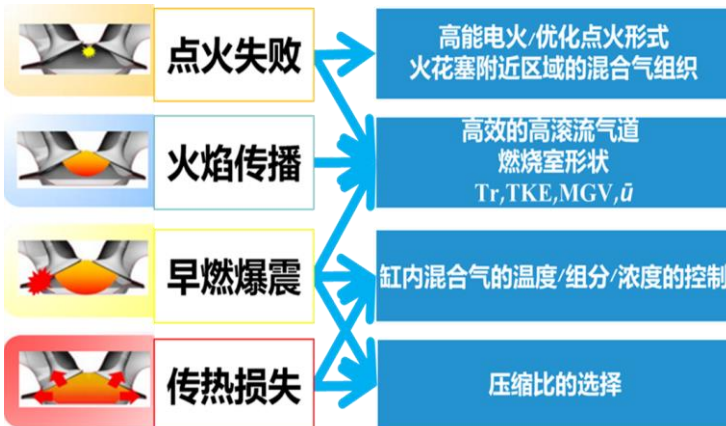 点火失败
高能电火/优化点火形式
火花塞附近区域的混合气组织
火焰传播
高效的高滚流气道
燃烧室形状
Tr,TKE,MGV,ū
早燃爆震
缸内混合气的温度/组分/浓度的控制
传热损失
压缩比的选择